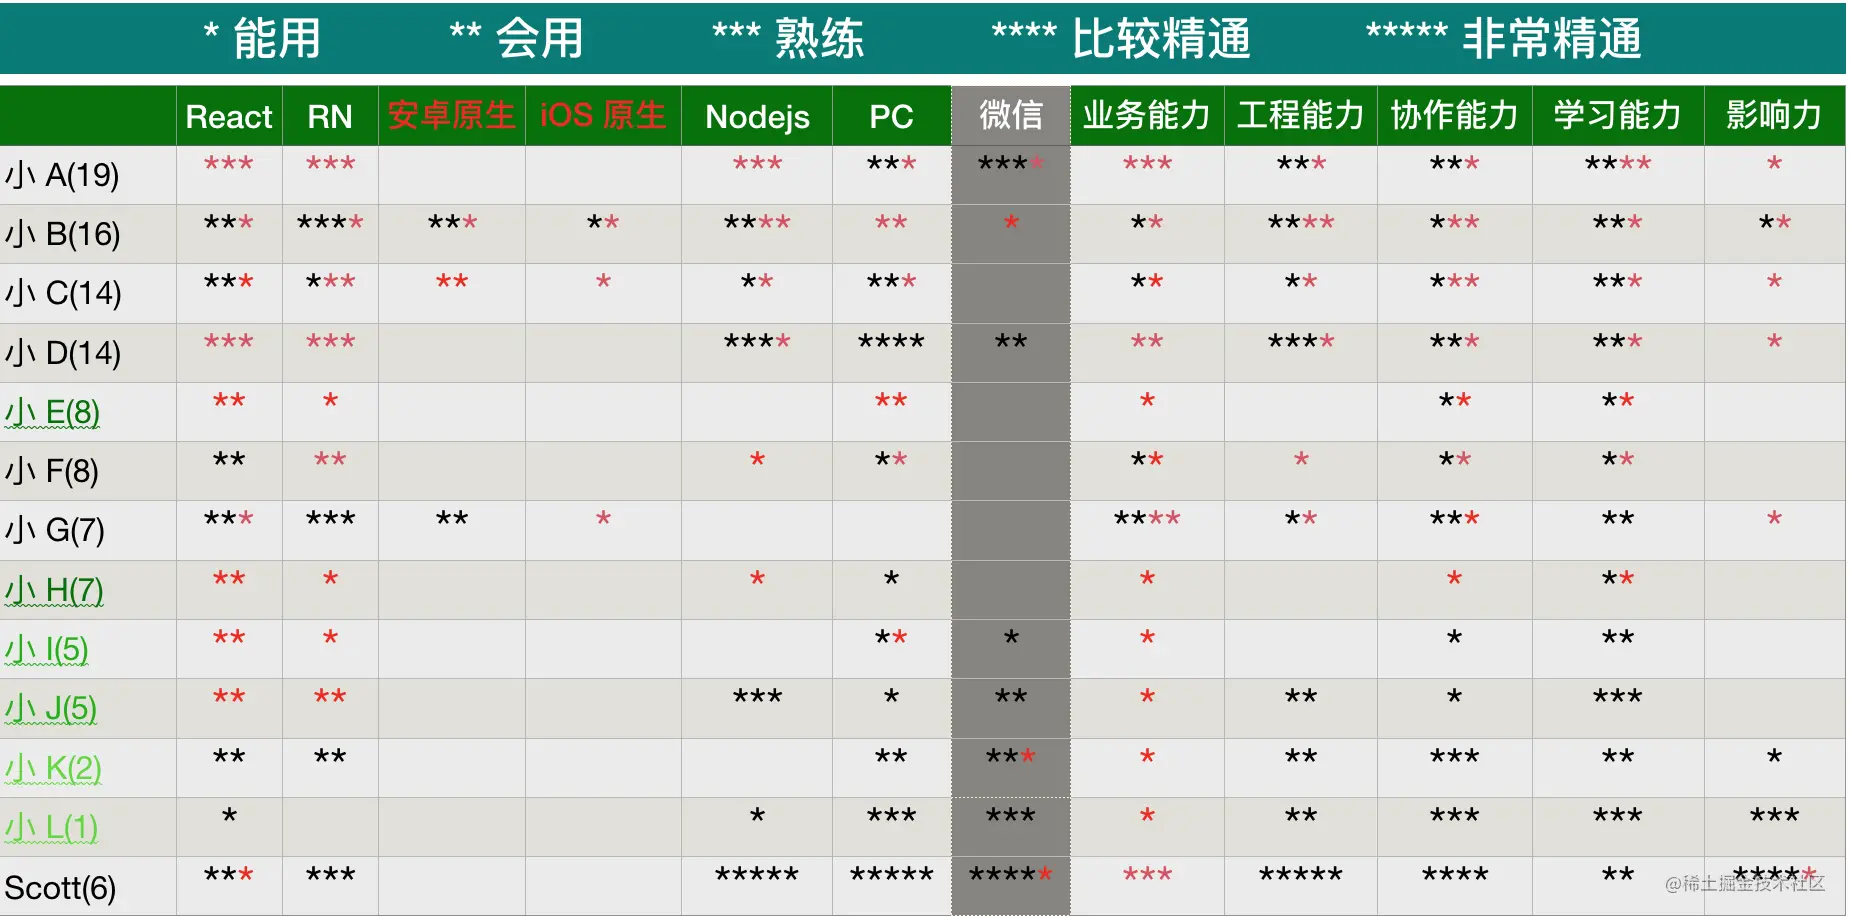 * 能用 ** 会用 *** 熟练 **** 比较精通 ***** 非常精通
React RN 安卓原生 iOS 原生 Nodejs PC 微信 业务能力 工程能力 协作能力 学习能力 影响力
小 A(19) *** *** *** *** **** *** *** *** **** *
小 B(16) *** **** *** ** **** ** * ** **** *** *** **
小 C(14) *** *** ** * ** *** ** ** *** *** *
小 D(14) *** *** **** **** ** ** **** *** *** *
小 E(8) ** * ** * ** **
小 F(8) ** ** * ** ** * ** **
小 G(7) *** *** ** * **** ** *** ** *
小 H(7) ** * * * * * **
小 I(5) ** * ** * * * **
小 J(5) ** ** *** * ** * ** * ***
小 K(2) ** ** ** *** * ** *** ** *
小 L(1) * * *** *** * ** *** *** ***
Scott(6) *** *** ***** ***** ***** *** ***** **** ** *****
@稀土掘金技术社区